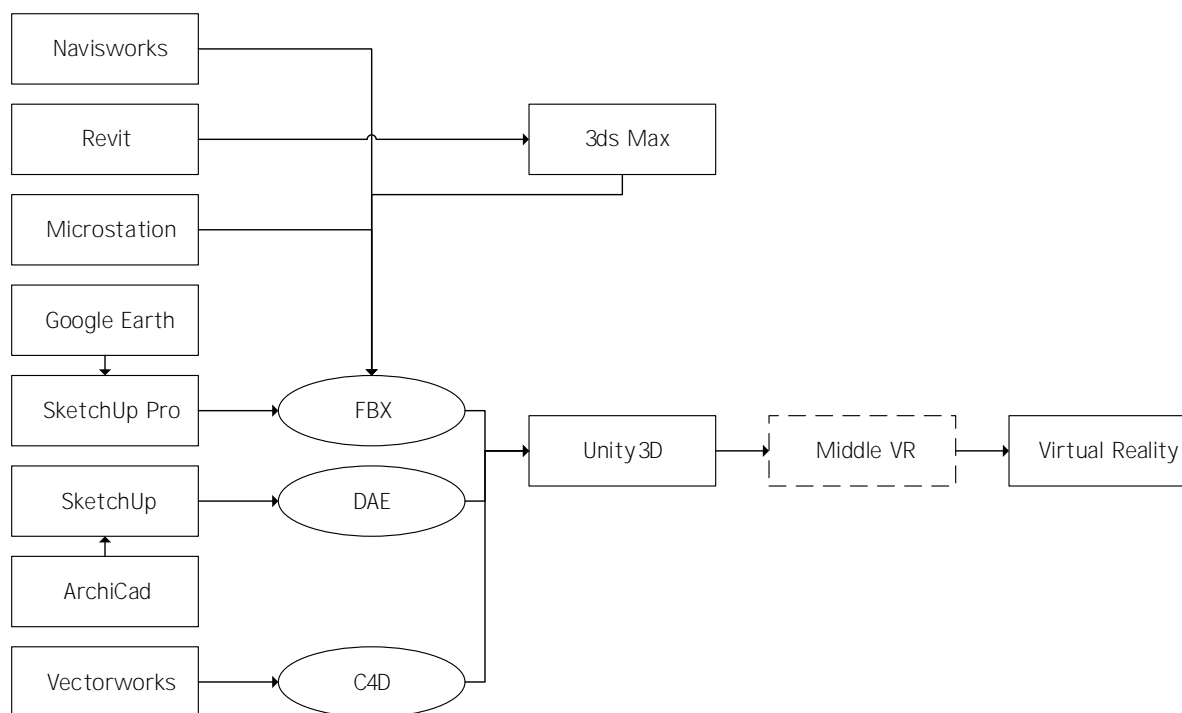 Navisworks
Revit
3ds Max
Microstation
Google Earth
SketchUp Pro
FBX
Unity3D
Middle VR
Virtual Reality
SketchUp
DAE
ArchiCad
Vectorworks
C4D